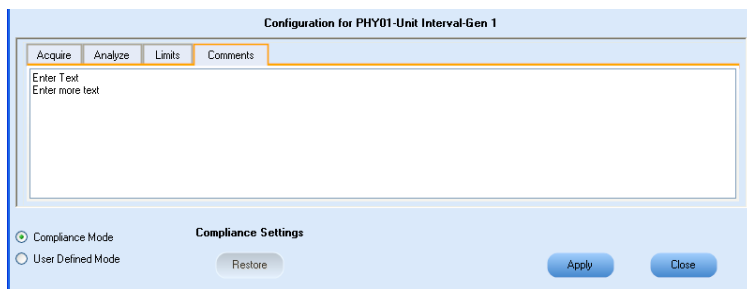 Configuration for PHY01-Unit Interval-Gen 1
Acquire Analyze Limits Comments
Enter Text
Enter more text
Compliance Mode Compliance Settings
User Defined Mode Restore Apply Close